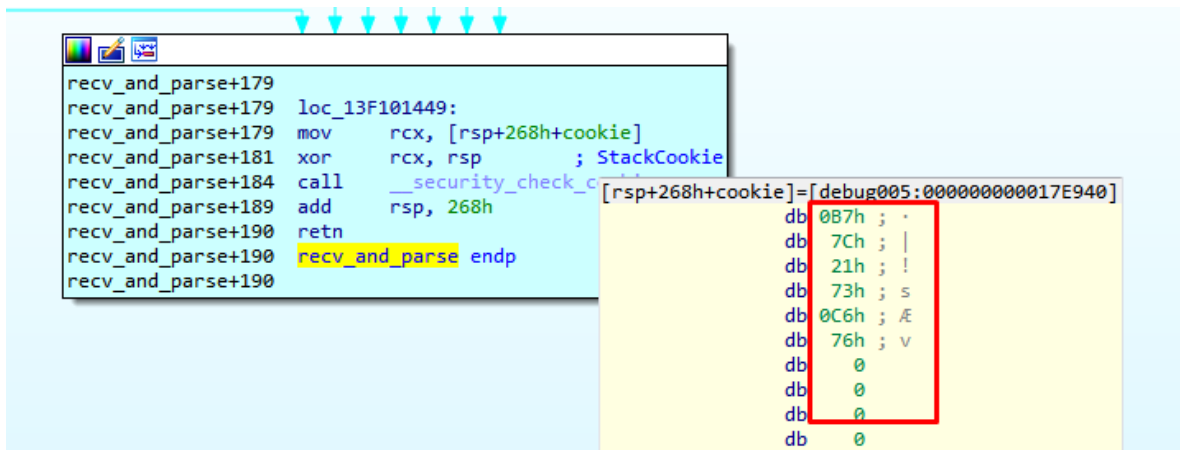 recv_and_parse+179
recv_and_parse+179 loc_13F101449:
recv_and_parse+179 mov rcx, [rsp+268h+cookie]
recv_and_parse+181 xor rcx, rsp ; StackCookie
recv_and_parse+184 call __security_check_c
recv_and_parse+189 add rsp, 268h
recv_and_parse+190 retn
recv_and_parse+190 recv_and_parse endp
recv_and_parse+190
[rsp+268h+cookie]=[debug005:000000000017E940]
db 0B7h ; ·
db 7Ch ; |
db 21h ; !
db 73h ; s
db 0C6h ; Æ
db 76h ; v
db 0
db 0
db 0
db 0